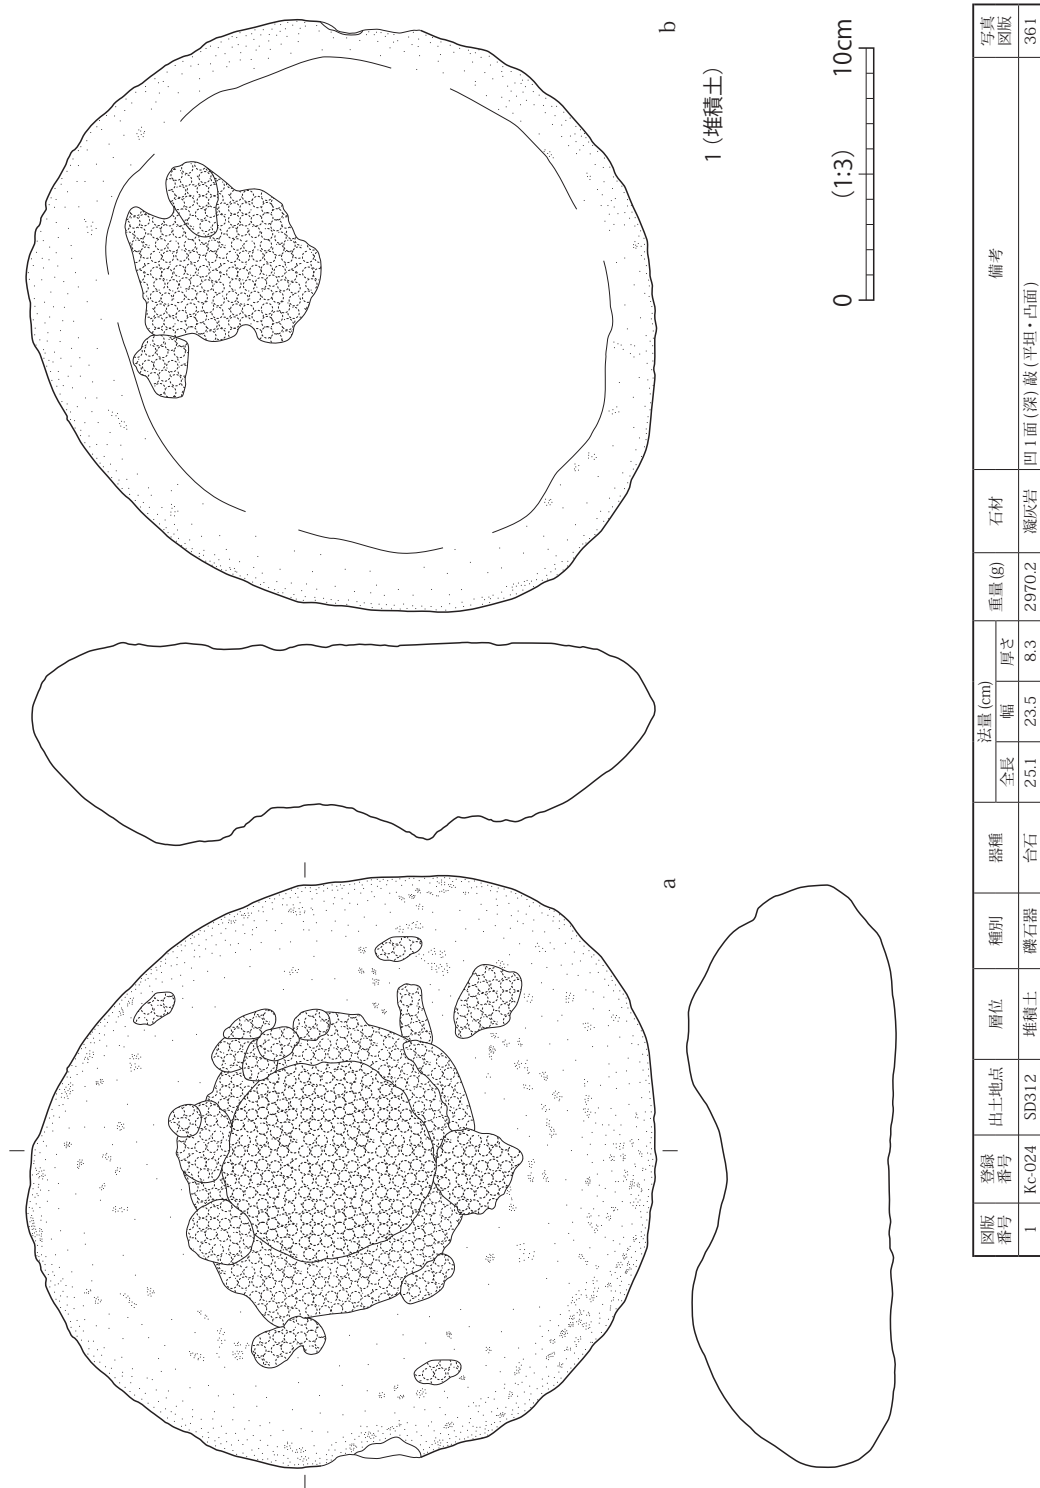 a
b
1 (堆積土)
0 (1:3) 10cm
図版番号 登録番号 出土地点 層位 種別 器種 法量(cm) 重量(g) 石材 備考 写真図版
全長 幅 厚さ
1 Kc-024 SD312 堆積土 礫石器 台石 25.1 23.5 8.3 2970.2 凝灰岩 凹1面(深) 敲(平坦・凸面) 361